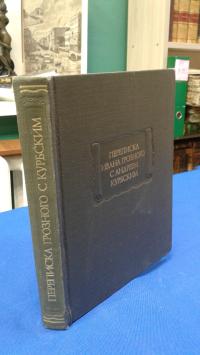 ПЕРЕПИСКА
ИВАНА ГРОЗНОГО
С АНДРЕЕМ
КУРБСКИМ
ПЕРЕПИСКА ГРОЗНОГО С КУРБСКИМ